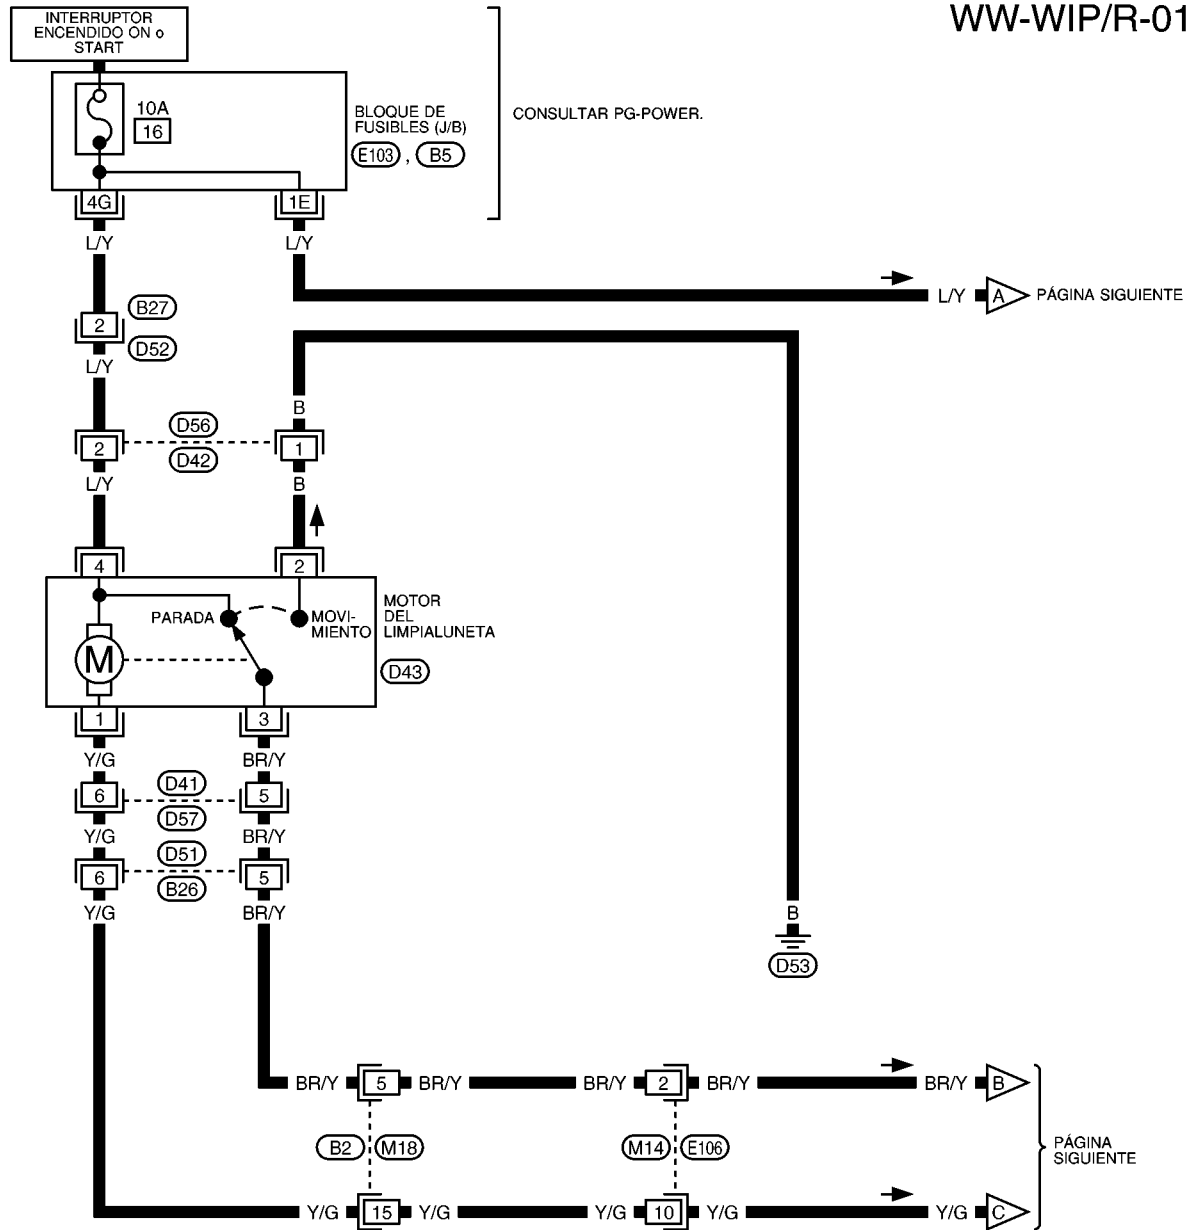 WW-WIP/R-01
INTERRUPTOR
ENCENDIDO ON o
START
10A
16
BLOQUE DE
FUSIBLES (J/B)
E103 , B5
CONSULTAR PG-POWER.
4G 1E
L/Y L/Y
L/Y A PÁGINA SIGUIENTE
B27
2
D52
L/Y
B
D56
2 1
D42
L/Y B
4 2
PARADA
MOVI-
MIENTO
MOTOR
DEL
LIMPIALUNETA
M
D43
1 3
Y/G BR/Y
D41
6 5
D57
Y/G BR/Y
D51
6 5
B26
Y/G BR/Y
B
D53
BR/Y 5 BR/Y BR/Y 2 BR/Y BR/Y B
B2 M18 M14 E106
PÁGINA
SIGUIENTE
Y/G 15 Y/G Y/G 10 Y/G Y/G C